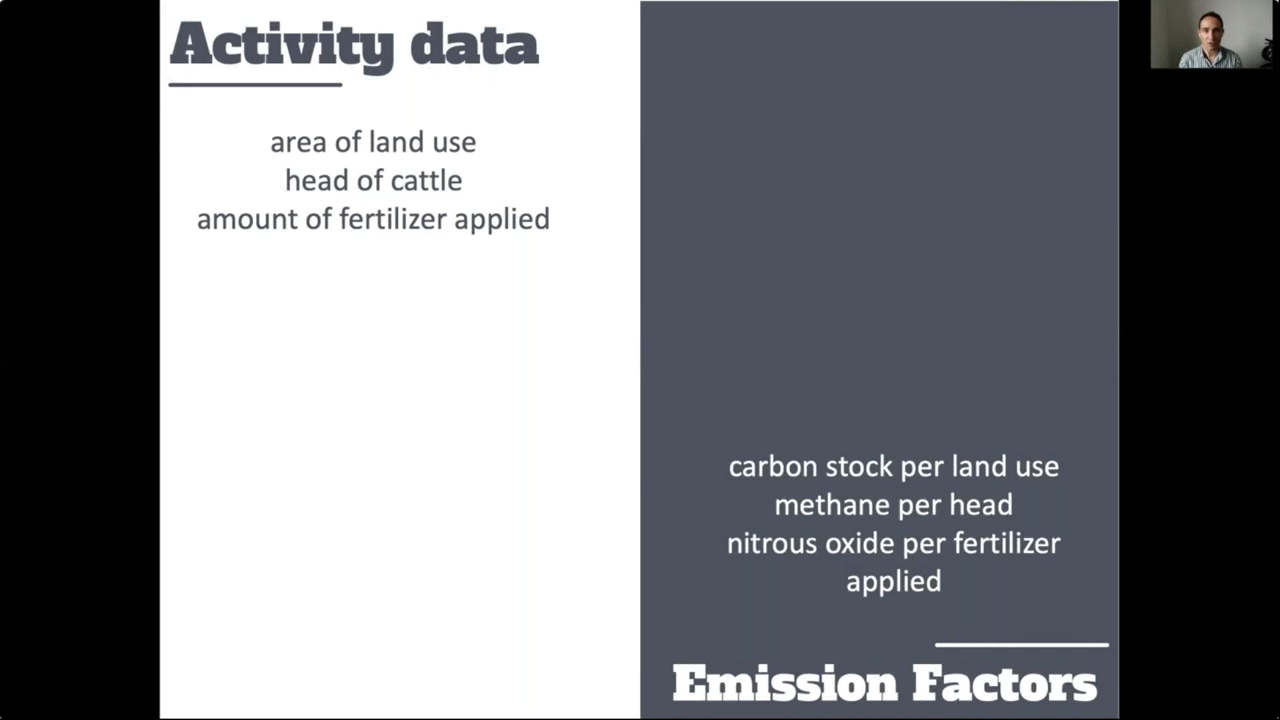 Activity data
area of land use
head of cattle
amount of fertilizer applied
carbon stock per land use
methane per head
nitrous oxide per fertilizer
applied
Emission Factors